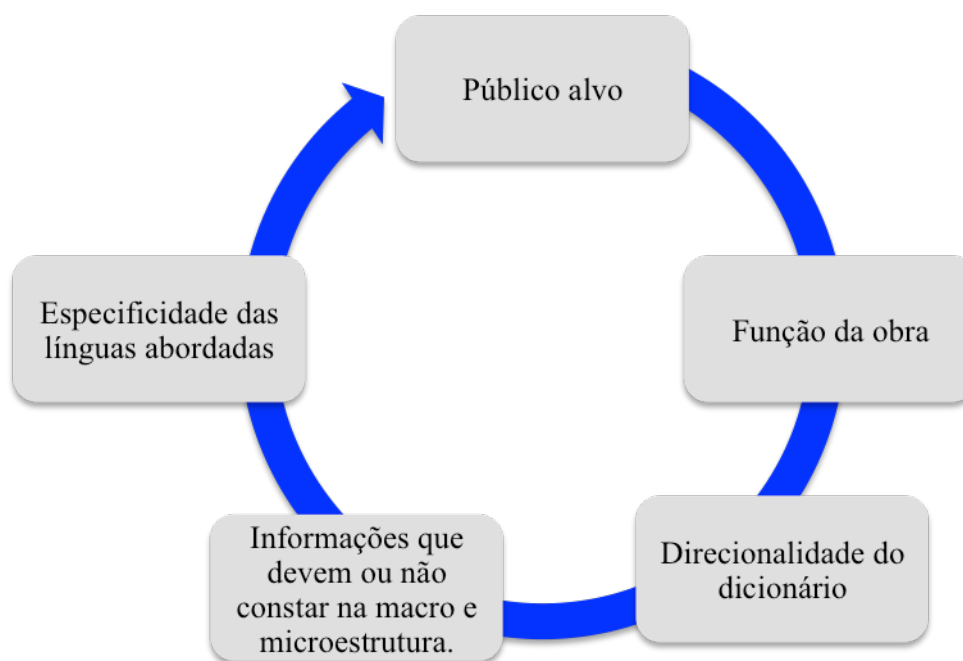 Público alvo
Função da obra
Direcionalidade do
dicionário
Informações que
devem ou não
constar na macro e
microestrutura.
Especificidade das
línguas abordadas